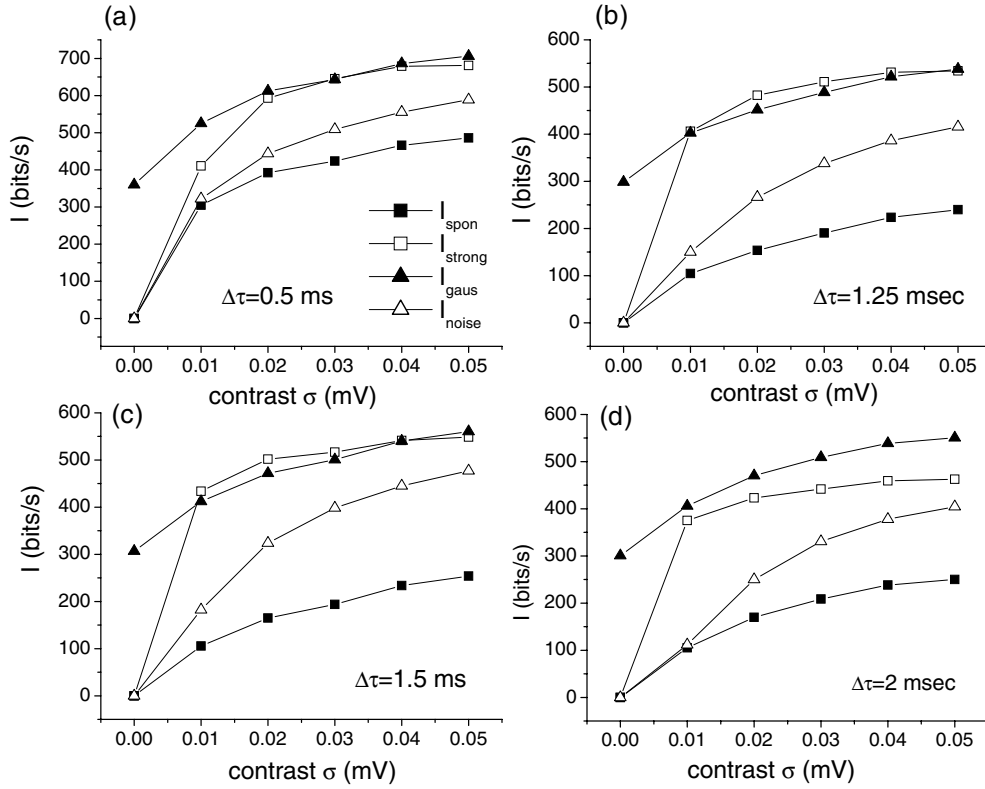 (a)
I (bits/s)
700
600
500
400
300
200
100
0
I spon
I strong
I gaus
I noise
Δτ=0.5 ms
0.00 0.01 0.02 0.03 0.04 0.05
contrast σ (mV)
(b)
I (bits/s)
600
500
400
300
200
100
0
Δτ=1.25 msec
0.00 0.01 0.02 0.03 0.04 0.05
contrast σ (mV)
(c)
I (bits/s)
600
500
400
300
200
100
0
Δτ=1.5 ms
0.00 0.01 0.02 0.03 0.04 0.05
contrast σ (mV)
(d)
I (bits/s)
600
500
400
300
200
100
0
Δτ=2 msec
0.00 0.01 0.02 0.03 0.04 0.05
contrast σ (mV)